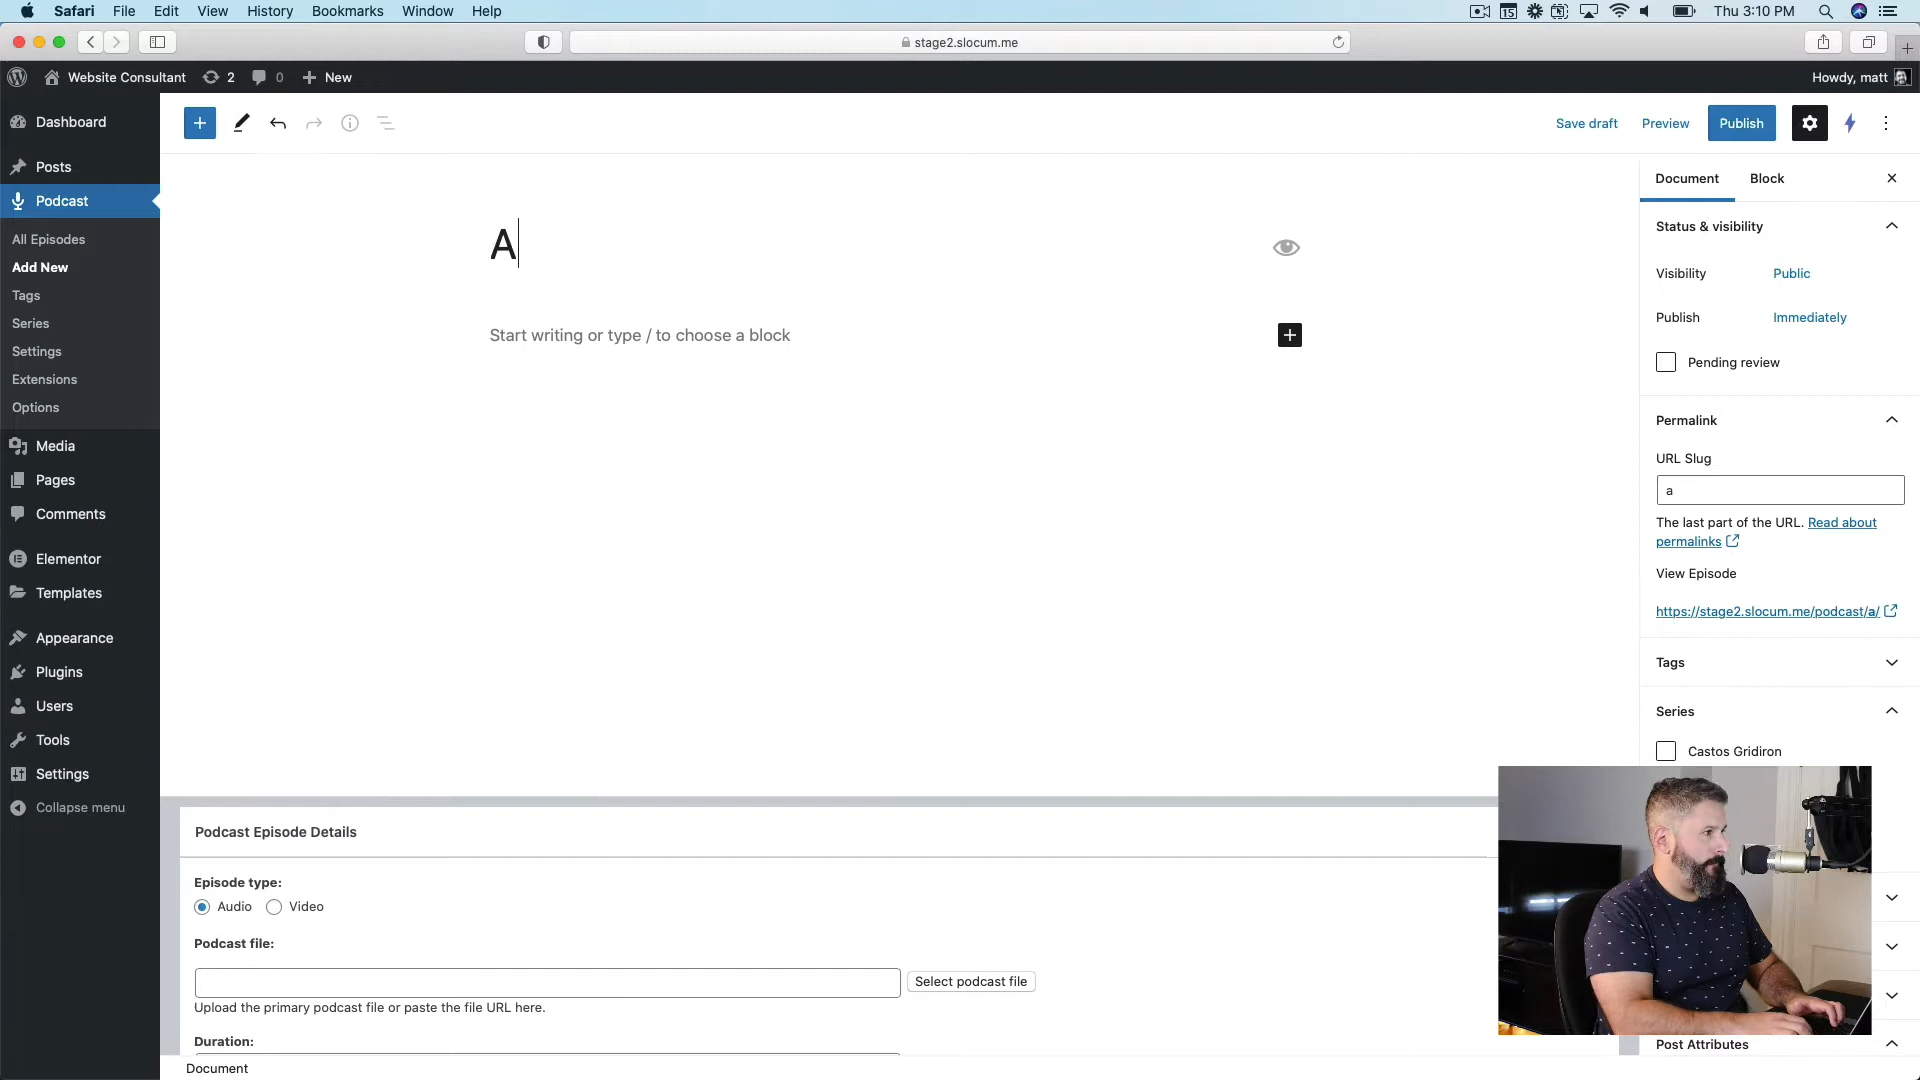 Safari File Edit View History Bookmarks Window Help
15
Thu 3:10 PM
stage2.slocum.me
Website Consultant 2 0 New
Howdy, matt
Dashboard
Posts
Podcast
All Episodes
Add New
Tags
Series
Settings
Extensions
Options
Media
Pages
Comments
Elementor
Templates
Appearance
Plugins
Users
Tools
Settings
Collapse menu
Save draft Preview Publish
A
Start writing or type / to choose a block
Podcast Episode Details
Episode type:
Audio Video
Podcast file:
Select podcast file
Upload the primary podcast file or paste the file URL here.
Duration:
Document
Document Block
Status & visibility
Visibility Public
Publish Immediately
Pending review
Permalink
URL Slug
a
The last part of the URL. Read about
permalinks
View Episode
https://stage2.slocum.me/podcast/a/
Tags
Series
Castos Gridiron
Post Attributes